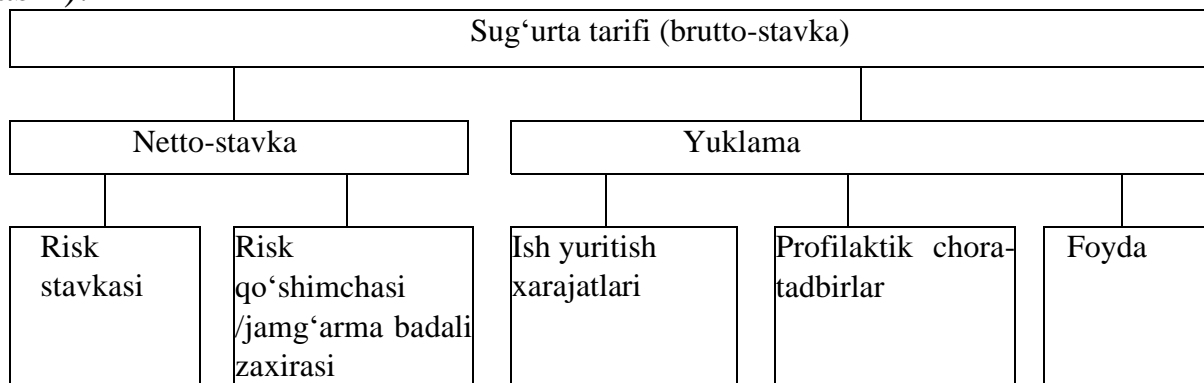 Sug‘urta tarifi (brutto-stavka)
Netto-stavka
Yuklama
Risk
stavkasi
Risk
qo‘shimchasi
/jamg‘arma badali
zaxirasi
Ish yuritish
xarajatlari
Profilaktik chora-
tadbirlar
Foyda